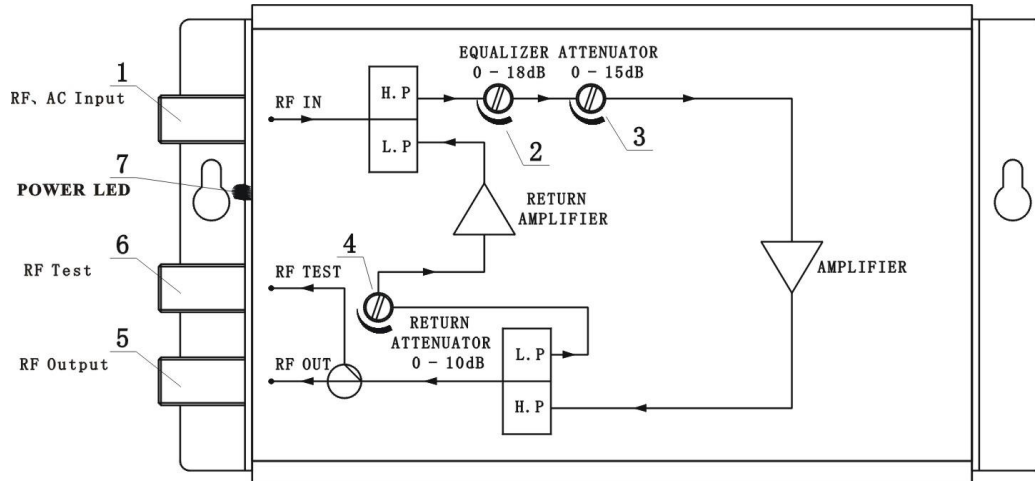 EQUALIZER ATTENUATOR
0 - 18dB 0 - 15dB
1
RF、AC Input
RF IN
H.P
L.P
2
3
7
POWER LED
RETURN
AMPLIFIER
6
RF Test
RF TEST
4
AMPLIFIER
RETURN
ATTENUATOR
0 - 10dB
5
RF Output
RF OUT
L.P
H.P